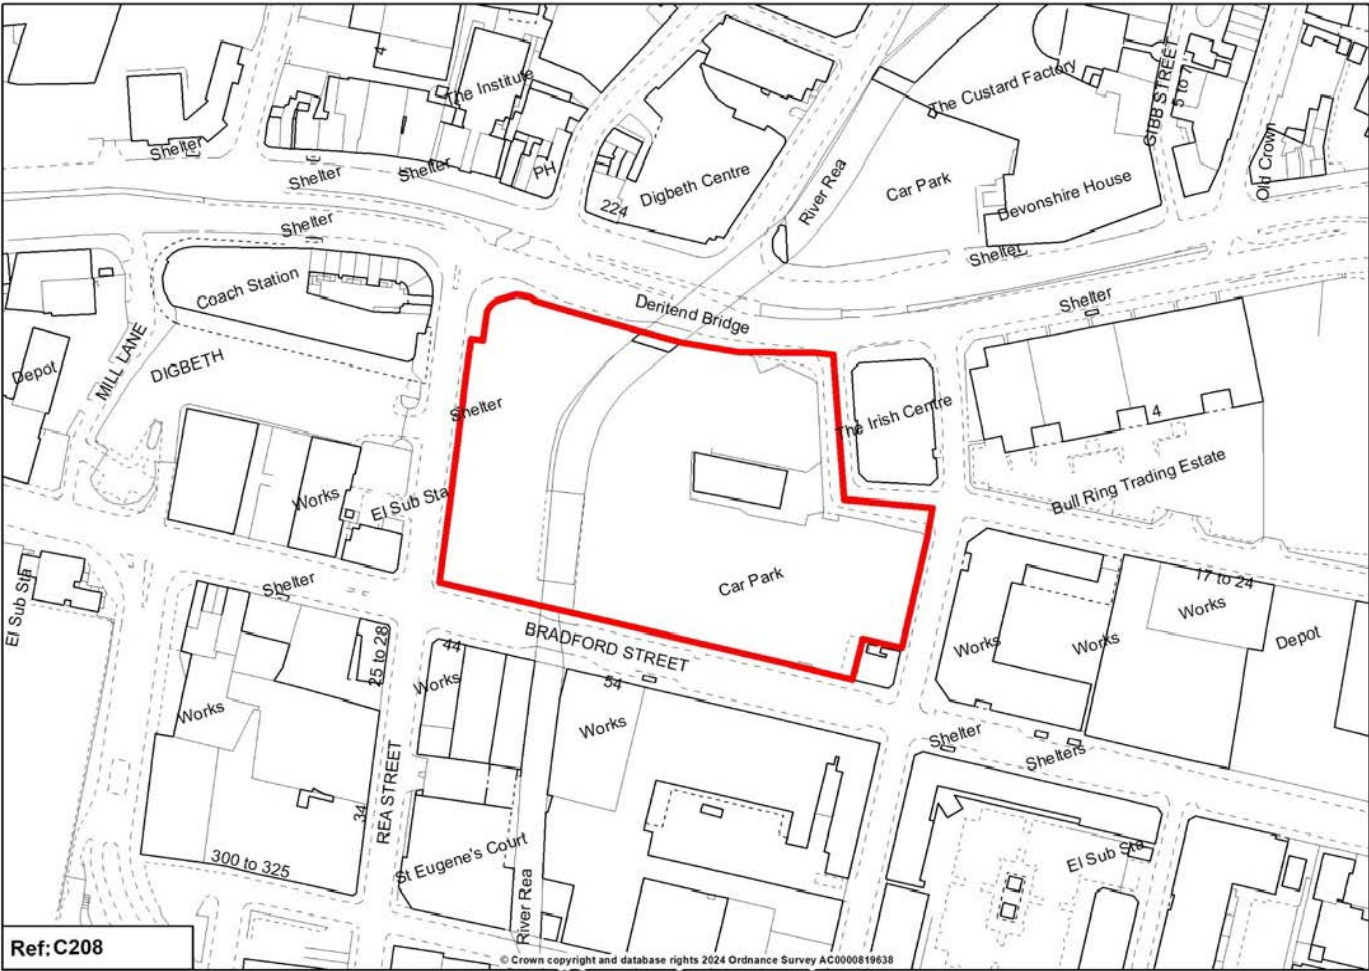 4
The Institute
The Custard Factory
GIBB STREET
5 to 7
Shelter
Shelter
Shelter
PH
Digbeth Centre
224
River Rea
Car Park
Devonshire House
Old Crown
Shelter
Shelter
Coach Station
Deritend Bridge
Shelter
MILL LANE
DIGBETH
Depot
Shelter
The Irish Centre
4
Bull Ring Trading Estate
Works
El Sub Sta
El Sub Sta
Shelter
Car Park
17 to 24
Works
BRADFORD STREET
44
25 to 28
Works
54
Works
Works
Works
Depot
Works
Shelter
Shelters
REA STREET
34
300 to 325
St Eugene's Court
River Rea
El Sub Sta
Ref: C208
© Crown copyright and database rights 2024 Ordnance Survey AC0000819638